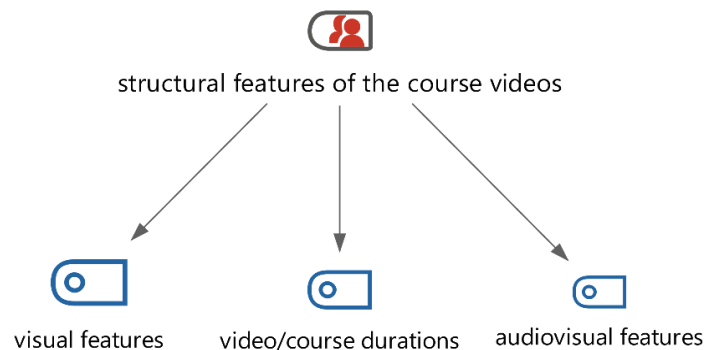 structural features of the course videos
visual features
video/course durations
audiovisual features